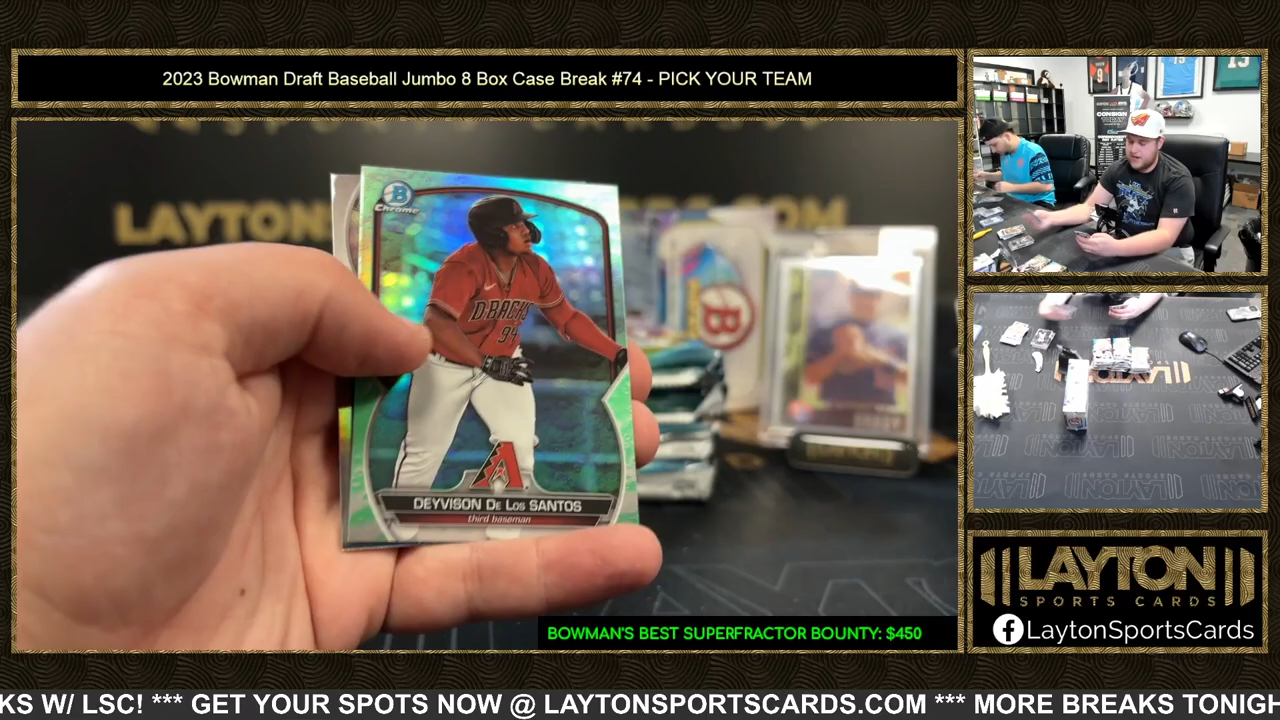 2023 Bowman Draft Baseball Jumbo 8 Box Case Break #74 - PICK YOUR TEAM
LAYTON
.COM
B
Chrome
D-BACKS
94
A
DEYVISON DE LOS SANTOS
third baseman
B
CONSIGN
BOWMAN'S BEST SUPERFRACTOR BOUNTY: $450
LAYTON
SPORTS CARDS
LaytonSportsCards
KS W/ LSC! *** GET YOUR SPOTS NOW @ LAYTONSPORTSCARDS.COM *** MORE BREAKS TONIGH